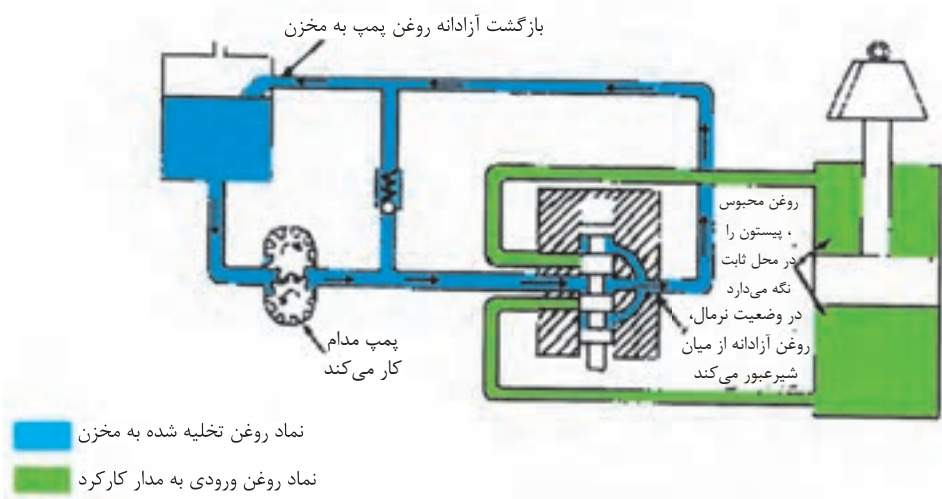 بازگشت آزادانه روغن پمپ به مخزن
روغن محبوس
، پیستون را
در محل ثابت
نگه می‌دارد
در وضعیت نرمال،
روغن آزادانه از میان
شیرعبور می‌کند
پمپ مدام
کار می‌کند
نماد روغن تخلیه شده به مخزن
نماد روغن ورودی به مدار کارکرد